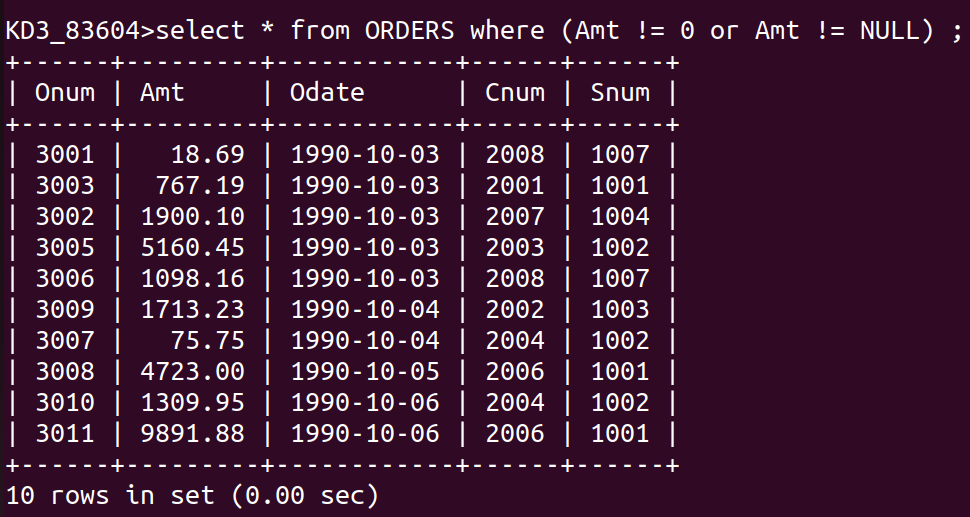 KD3_83604>select * from ORDERS where (Amt != 0 or Amt != NULL) ;
+------+---------+------------+------+------+
| Onum | Amt     | Odate      | Cnum | Snum |
+------+---------+------------+------+------+
| 3001 |   18.69 | 1990-10-03 | 2008 | 1007 |
| 3003 |  767.19 | 1990-10-03 | 2001 | 1001 |
| 3002 | 1900.10 | 1990-10-03 | 2007 | 1004 |
| 3005 | 5160.45 | 1990-10-03 | 2003 | 1002 |
| 3006 | 1098.16 | 1990-10-03 | 2008 | 1007 |
| 3009 | 1713.23 | 1990-10-04 | 2002 | 1003 |
| 3007 |   75.75 | 1990-10-04 | 2004 | 1002 |
| 3008 | 4723.00 | 1990-10-05 | 2006 | 1001 |
| 3010 | 1309.95 | 1990-10-06 | 2004 | 1002 |
| 3011 | 9891.88 | 1990-10-06 | 2006 | 1001 |
+------+---------+------------+------+------+
10 rows in set (0.00 sec)